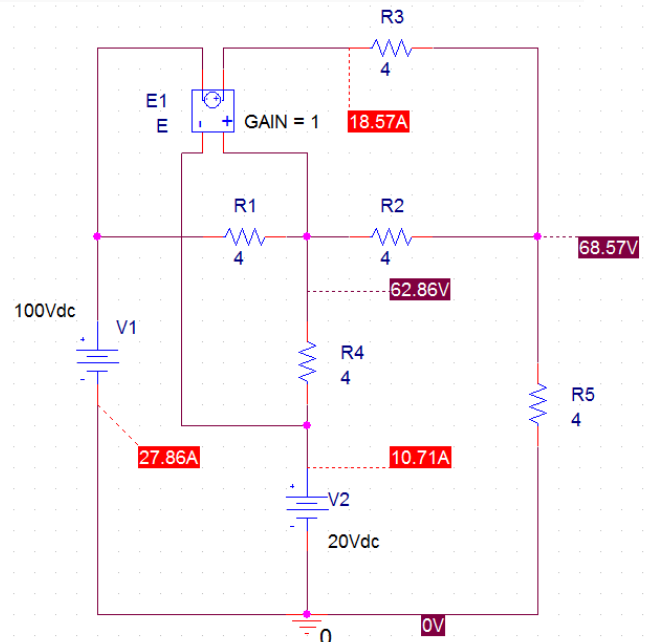 R3
4
E1
E
GAIN = 1
18.57A
R1
4
R2
4
68.57V
62.86V
100Vdc
V1
R4
4
R5
4
27.86A
10.71A
V2
20Vdc
0V
0